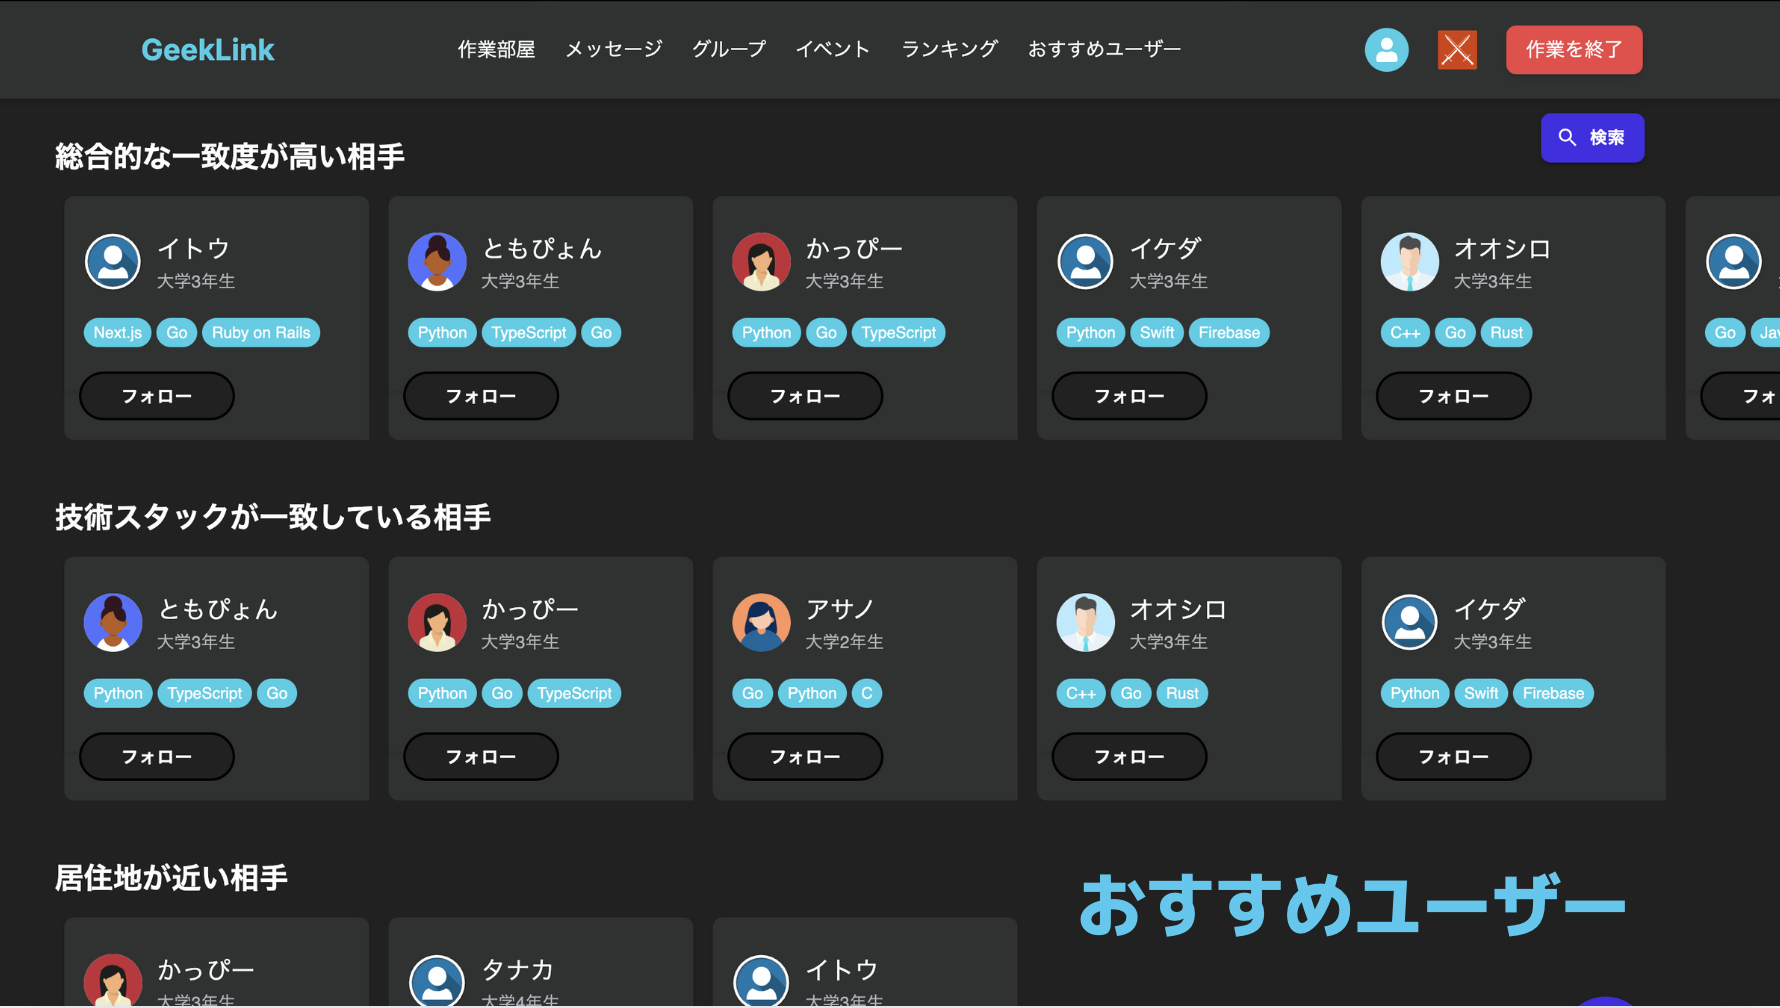 GeekLink 作業部屋 メッセージ グループ イベント ランキング おすすめユーザー 作業を終了
検索
総合的な一致度が高い相手
イトウ
大学3年生
Next.js Go Ruby on Rails
フォロー
ともぴょん
大学3年生
Python TypeScript Go
フォロー
かっぴー
大学3年生
Python Go TypeScript
フォロー
イケダ
大学3年生
Python Swift Firebase
フォロー
オオシロ
大学3年生
C++ Go Rust
フォロー
Go
フォ
技術スタックが一致している相手
ともぴょん
大学3年生
Python TypeScript Go
フォロー
かっぴー
大学3年生
Python Go TypeScript
フォロー
アサノ
大学2年生
Go Python C
フォロー
オオシロ
大学3年生
C++ Go Rust
フォロー
イケダ
大学3年生
Python Swift Firebase
フォロー
居住地が近い相手
かっぴー
大学3年生
タナカ
大学4年生
イトウ
大学3年生
おすすめユーザー